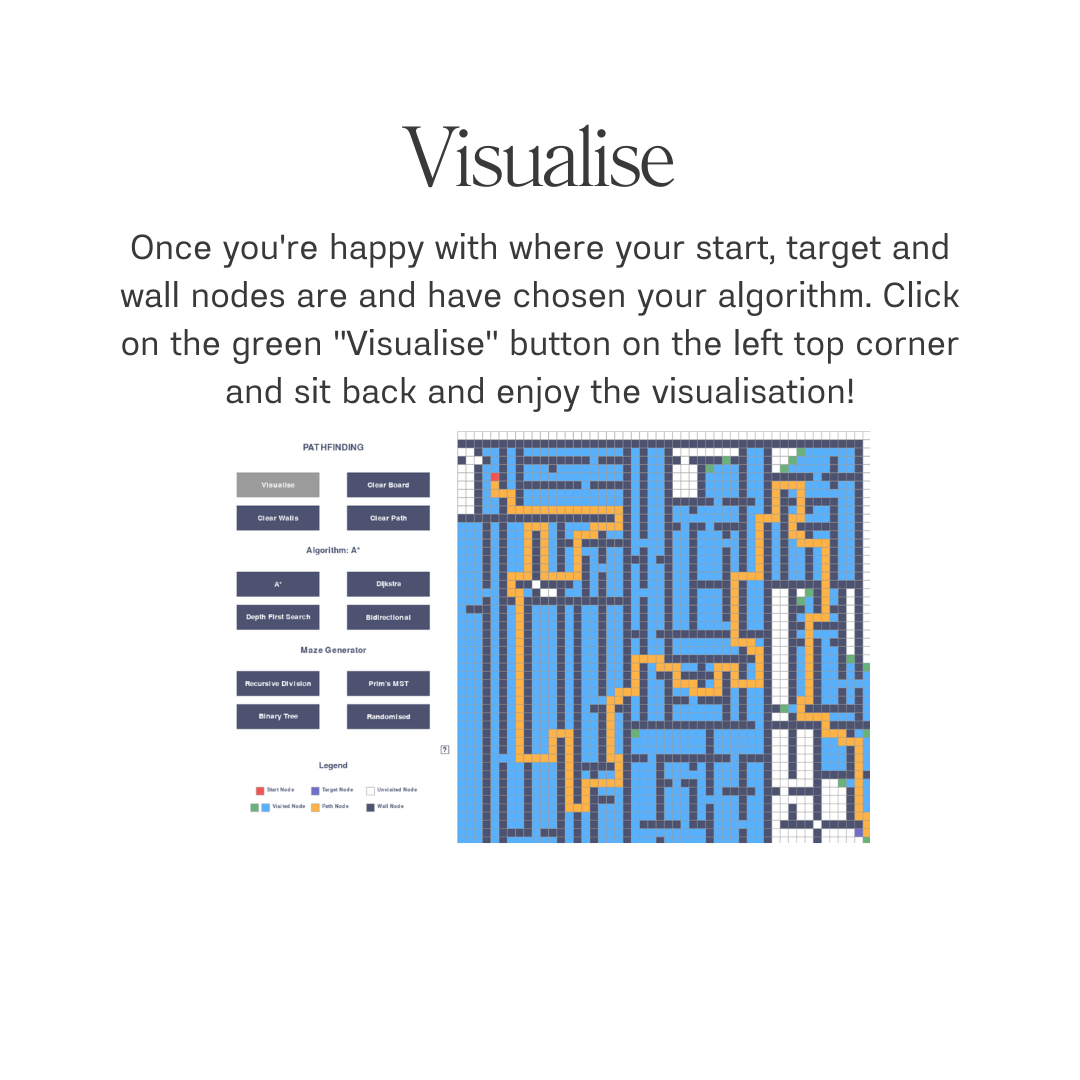 Visualise
Once you're happy with where your start, target and
wall nodes are and have chosen your algorithm. Click
on the green "Visualise" button on the left top corner
and sit back and enjoy the visualisation!
PATHFINDING
Visualise
Clear Board
Clear Walls
Clear Path
Algorithm: A*
A*
Dijkstra
Depth First Search
Bidirectional
Maze Generator
Recursive Division
Prim's MST
Binary Tree
Randomised
?
Legend
Start Node
Target Node
Unvisited Node
Visited Node
Path Node
Wall Node